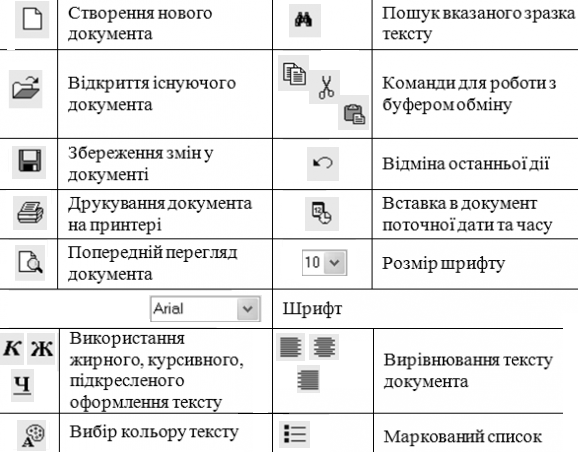 Створення нового
документа
Пошук вказаного зразка
тексту
Відкриття існуючого
документа
Команди для роботи з
буфером обміну
Збереження змін у
документі
Відміна останньої дії
Друкування документа
на принтері
12
Вставка в документ
поточної дати та часу
Попередній перегляд
документа
10
Розмір шрифту
Arial
Шрифт
К Ж
Ч
Використання
жирного, курсивного,
підкресленого
оформлення тексту
Вирівнювання тексту
документа
A
Вибір кольору тексту
Маркований список